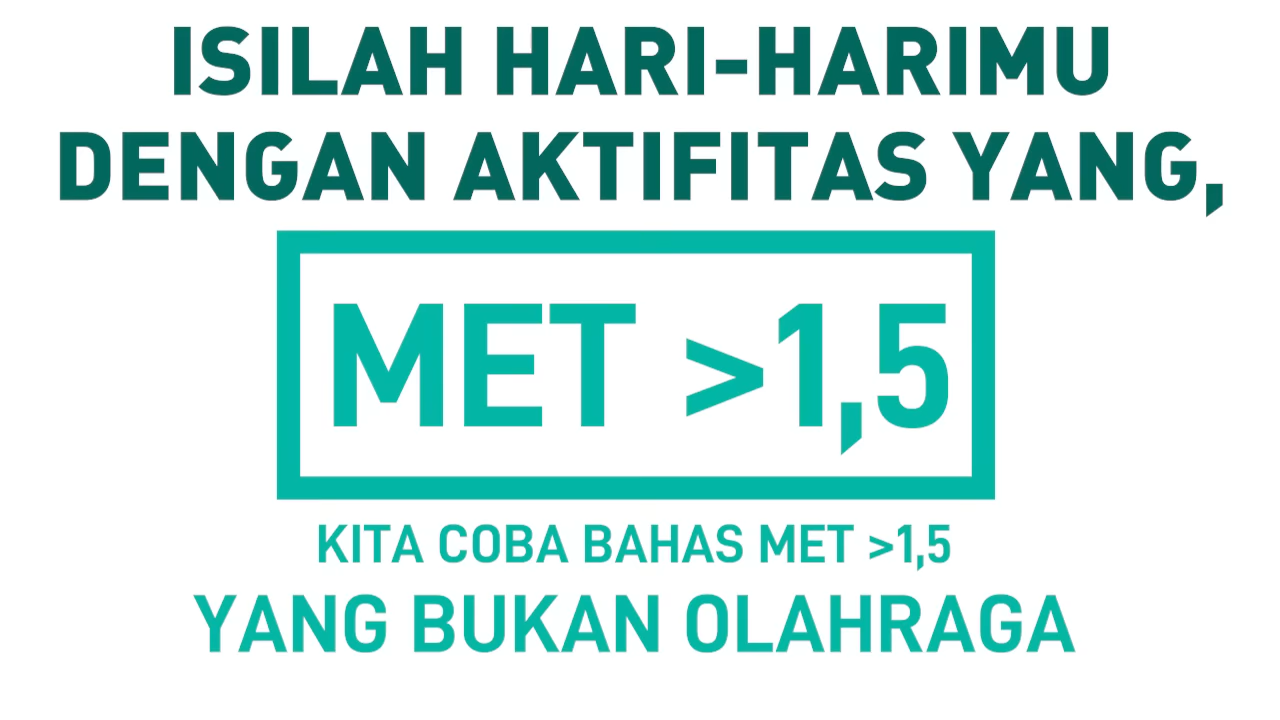 ISILAH HARI-HARIMU
DENGAN AKTIFITAS YANG,
MET >1,5
KITA COBA BAHAS MET >1,5
YANG BUKAN OLAHRAGA